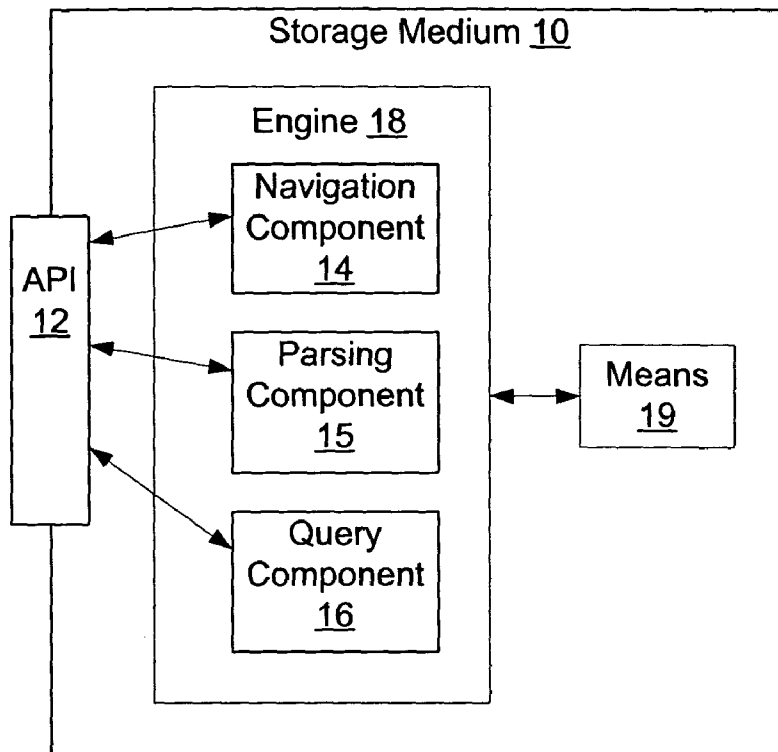 Storage Medium 10
Engine 18
Navigation
Component
14
API
12
Parsing
Component
15
Means
19
Query
Component
16